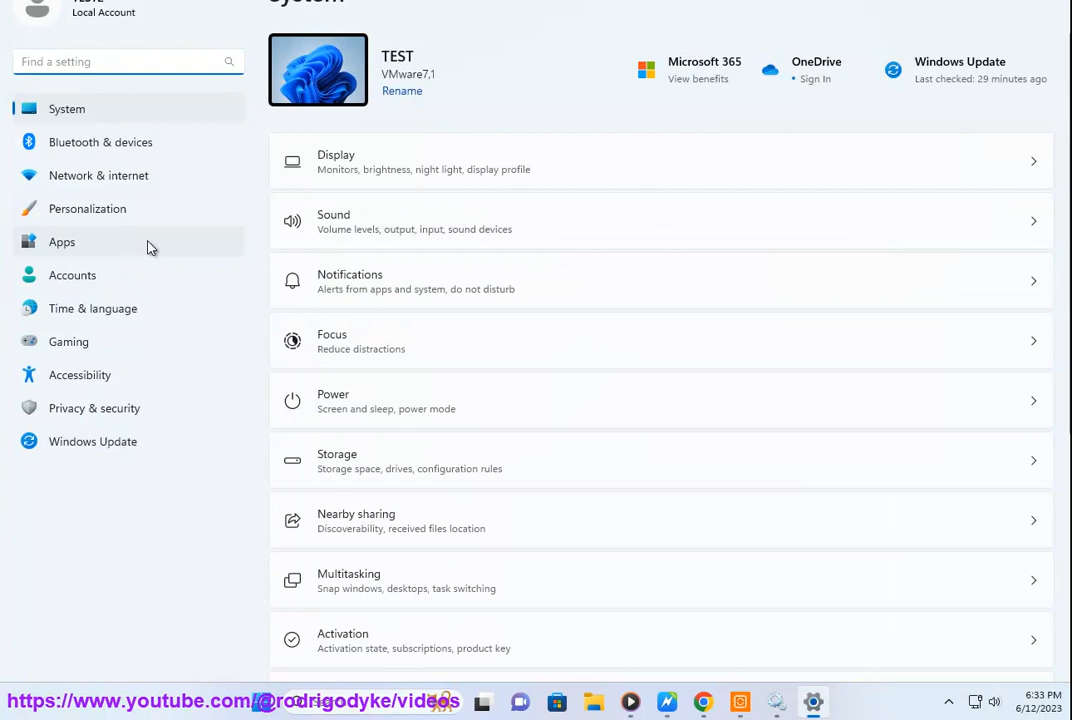 Local Account
System
Find a setting
System
Bluetooth & devices
Network & internet
Personalization
Apps
Accounts
Time & language
Gaming
Accessibility
Privacy & security
Windows Update
TEST
VMware7,1
Rename
Microsoft 365
View benefits
OneDrive
• Sign In
Windows Update
Last checked: 29 minutes ago
Display
Monitors, brightness, night light, display profile
Sound
Volume levels, output, input, sound devices
Notifications
Alerts from apps and system, do not disturb
Focus
Reduce distractions
Power
Screen and sleep, power mode
Storage
Storage space, drives, configuration rules
Nearby sharing
Discoverability, received files location
Multitasking
Snap windows, desktops, task switching
Activation
Activation state, subscriptions, product key
https://www.youtube.com/@rodrigodyke/videos
6:33 PM
6/12/2023